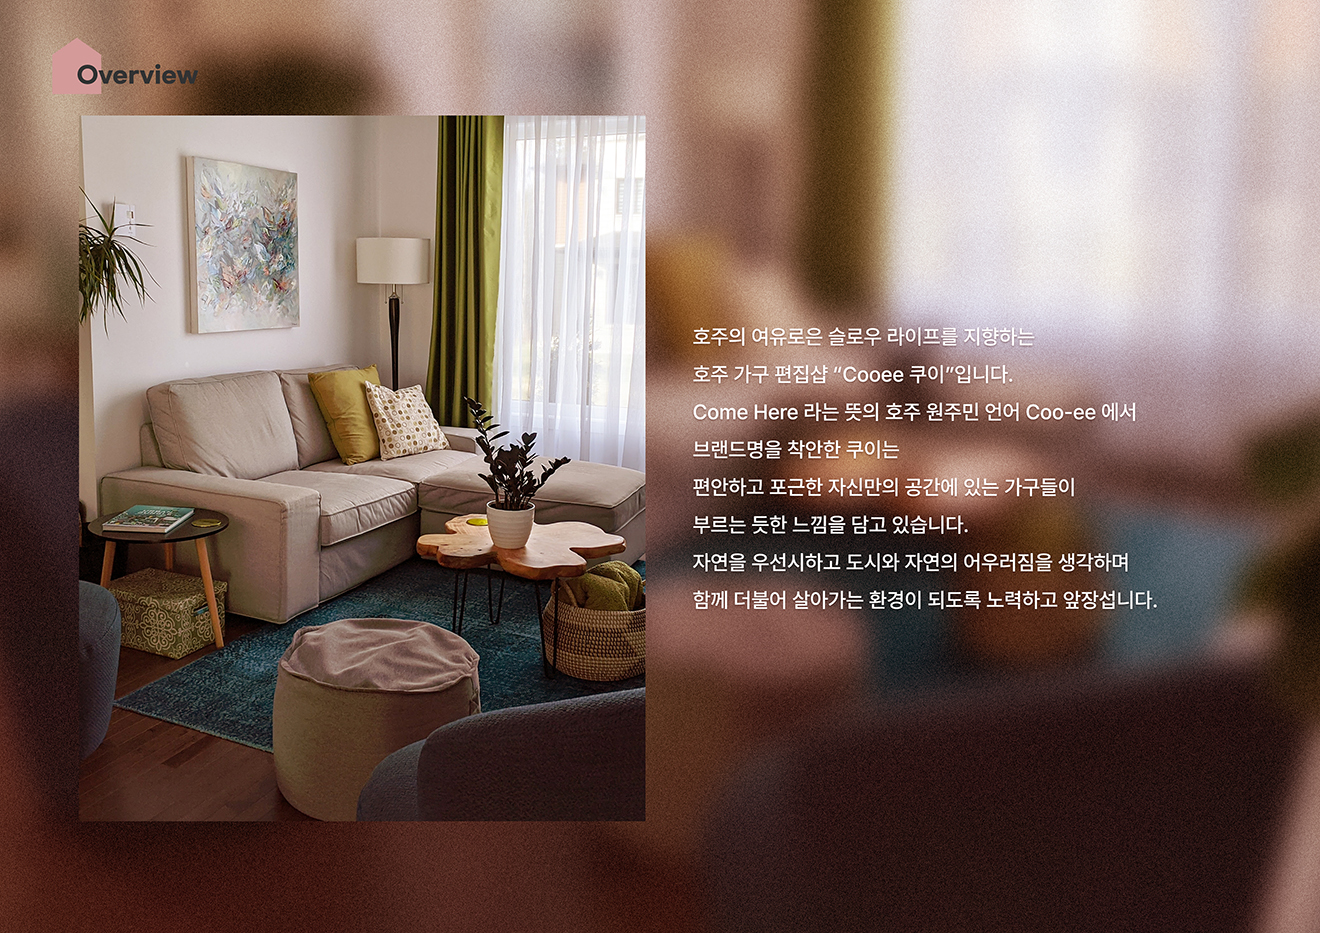 Overview
호주의 여유로은 슬로우 라이프를 지향하는
호주 가구 편집샵 “Cooee 쿠이”입니다.
Come Here 라는 뜻의 호주 원주민 언어 Coo-ee 에서
브랜드명을 착안한 쿠이는
편안하고 포근한 자신만의 공간에 있는 가구들이
부르는 듯한 느낌을 담고 있습니다.
자연을 우선시하고 도시와 자연의 어우러짐을 생각하며
함께 더불어 살아가는 환경이 되도록 노력하고 앞장섭니다.